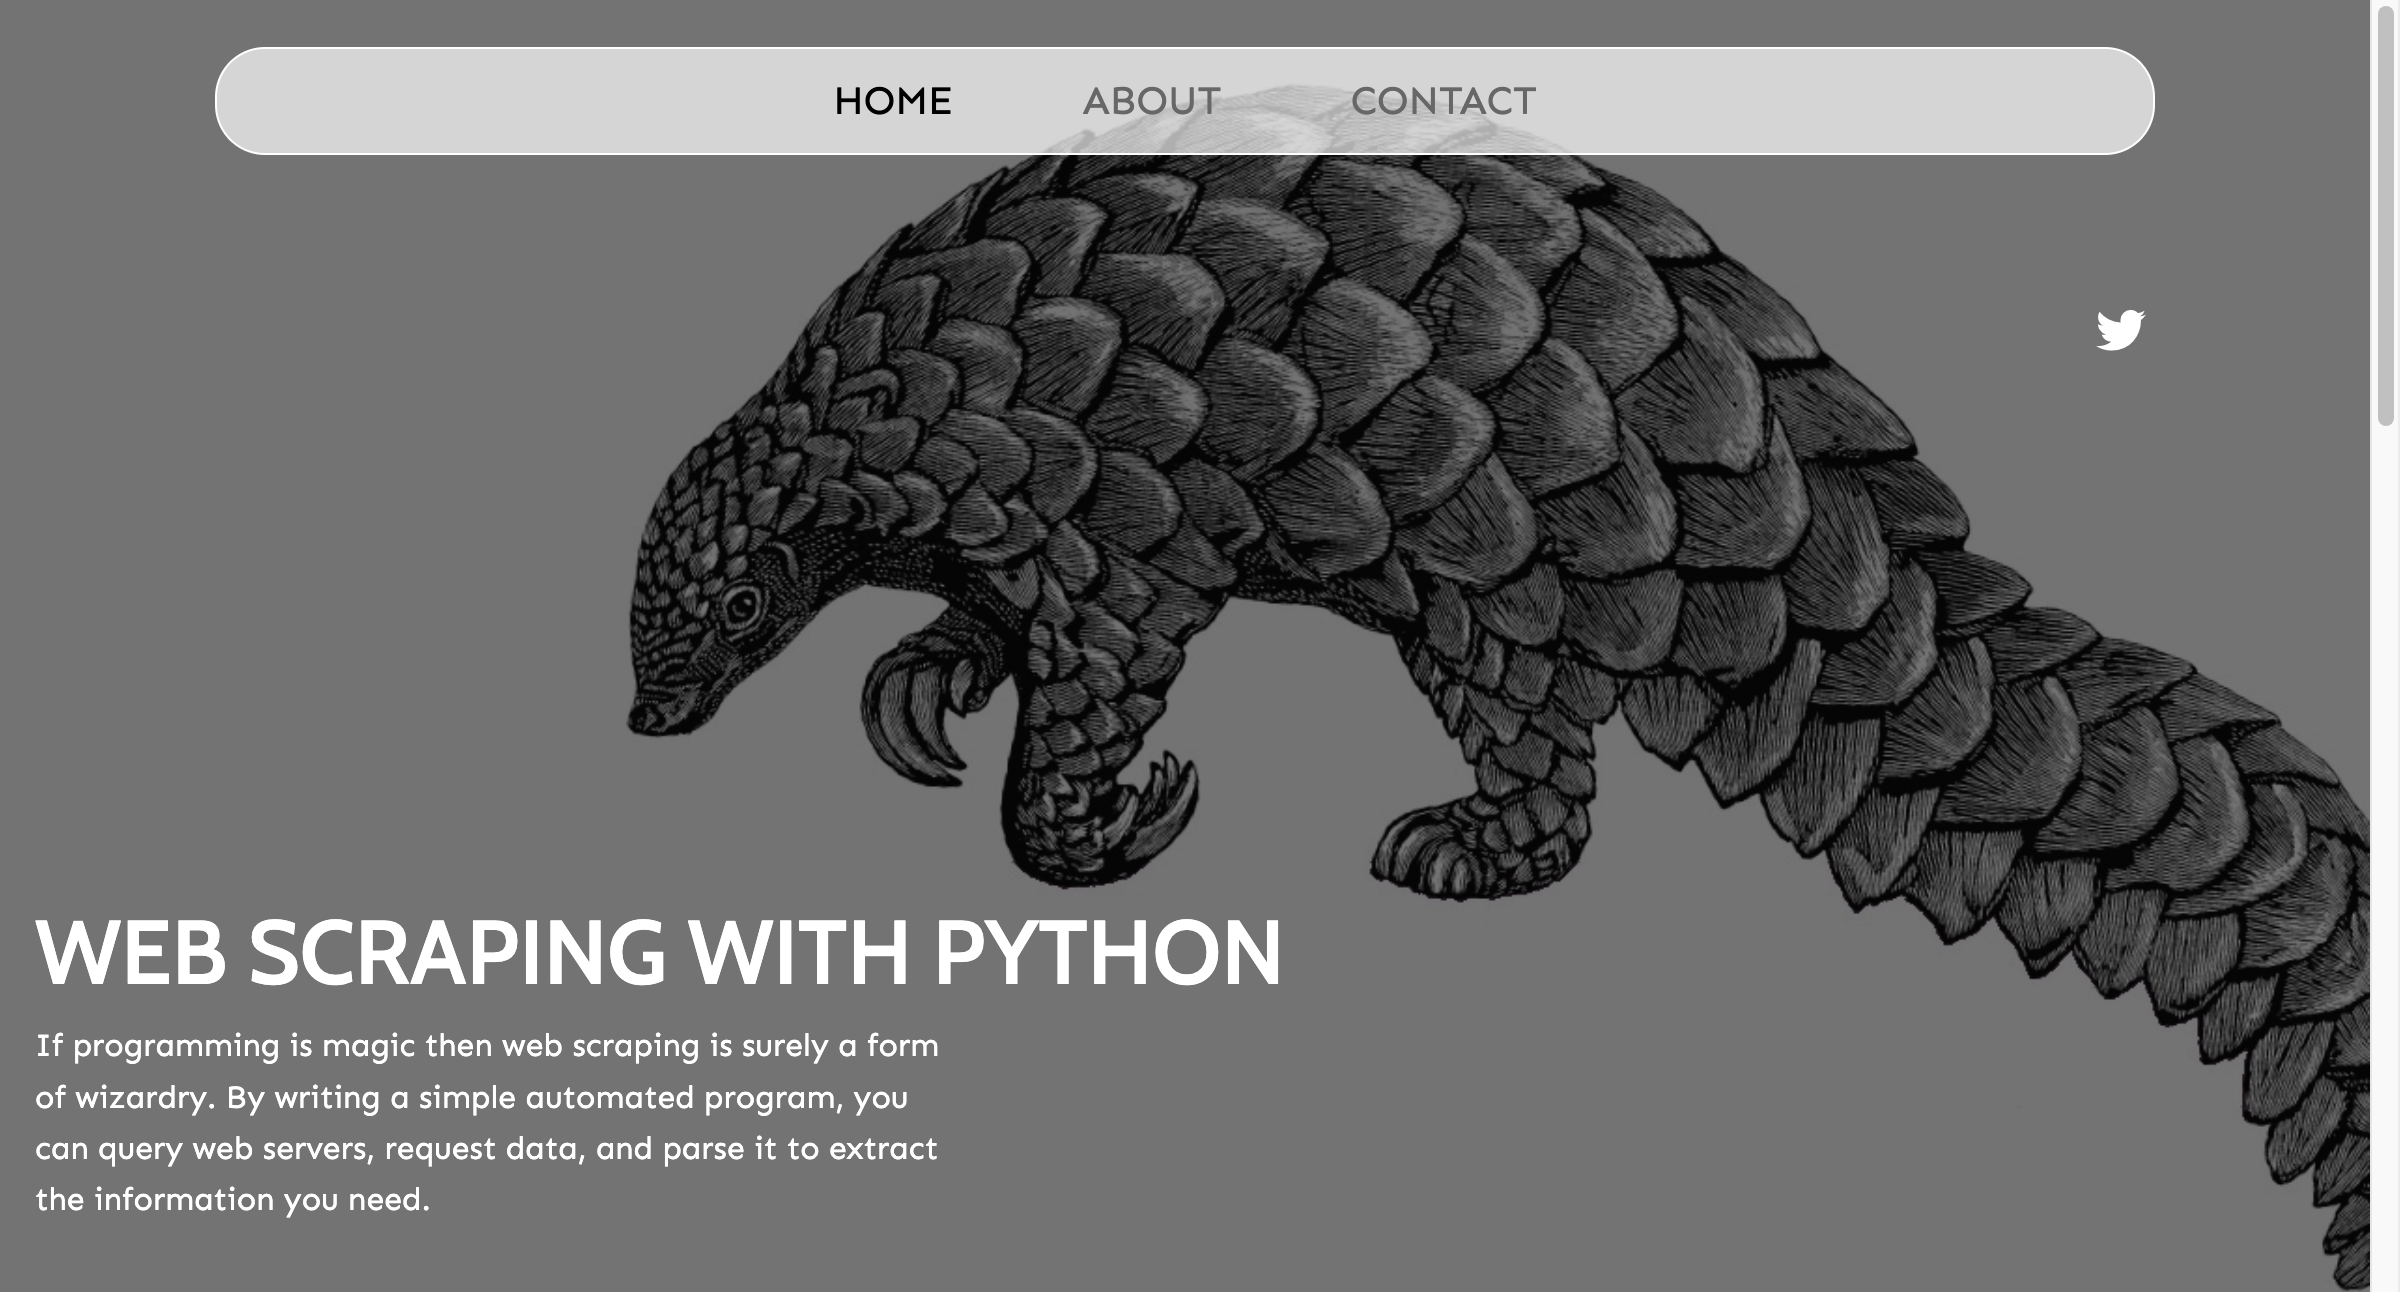 HOME ABOUT CONTACT
WEB SCRAPING WITH PYTHON
If programming is magic then web scraping is surely a form
of wizardry. By writing a simple automated program, you
can query web servers, request data, and parse it to extract
the information you need.